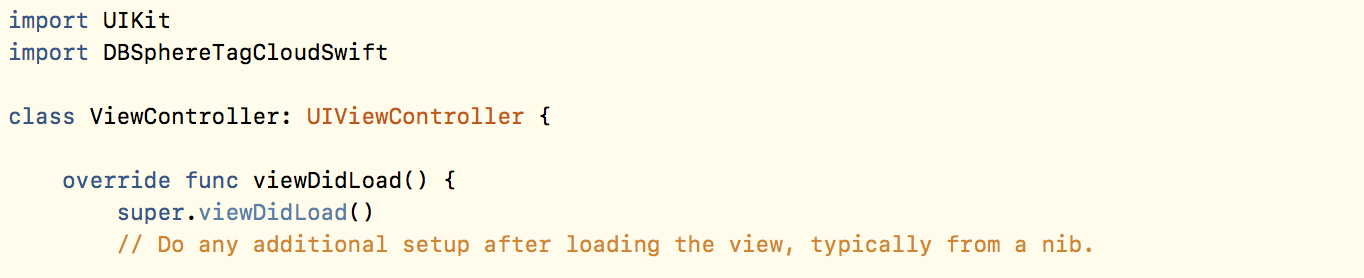 import UIKit
import DBSphereTagCloudSwift
class ViewController: UIViewController {
override func viewDidLoad() {
super.viewDidLoad()
// Do any additional setup after loading the view, typically from a nib.